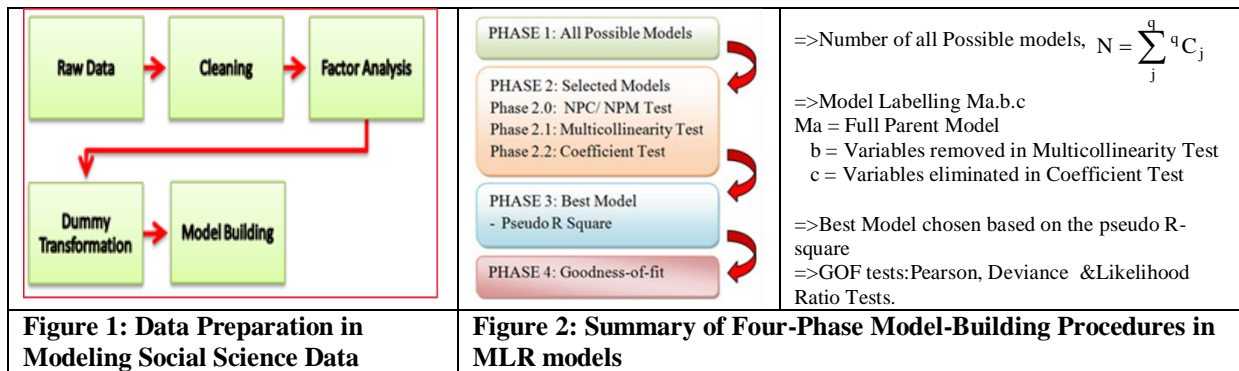 Raw Data
Cleaning
Factor Analysis
Dummy
Transformation
Model Building
PHASE 1: All Possible Models
PHASE 2: Selected Models
Phase 2.0: NPC/ NPM Test
Phase 2.1: Multicollinearity Test
Phase 2.2: Coefficient Test
PHASE 3: Best Model
- Pseudo R Square
PHASE 4: Goodness-of-fit
=>Number of all Possible models, N = ∑_j^q ^qC_j
=>Model Labelling Ma.b.c
Ma = Full Parent Model
b = Variables removed in Multicollinearity Test
c = Variables eliminated in Coefficient Test
=>Best Model chosen based on the pseudo R-
square
=>GOF tests:Pearson, Deviance &Likelihood
Ratio Tests.
Figure 1: Data Preparation in
Modeling Social Science Data
Figure 2: Summary of Four-Phase Model-Building Procedures in
MLR models